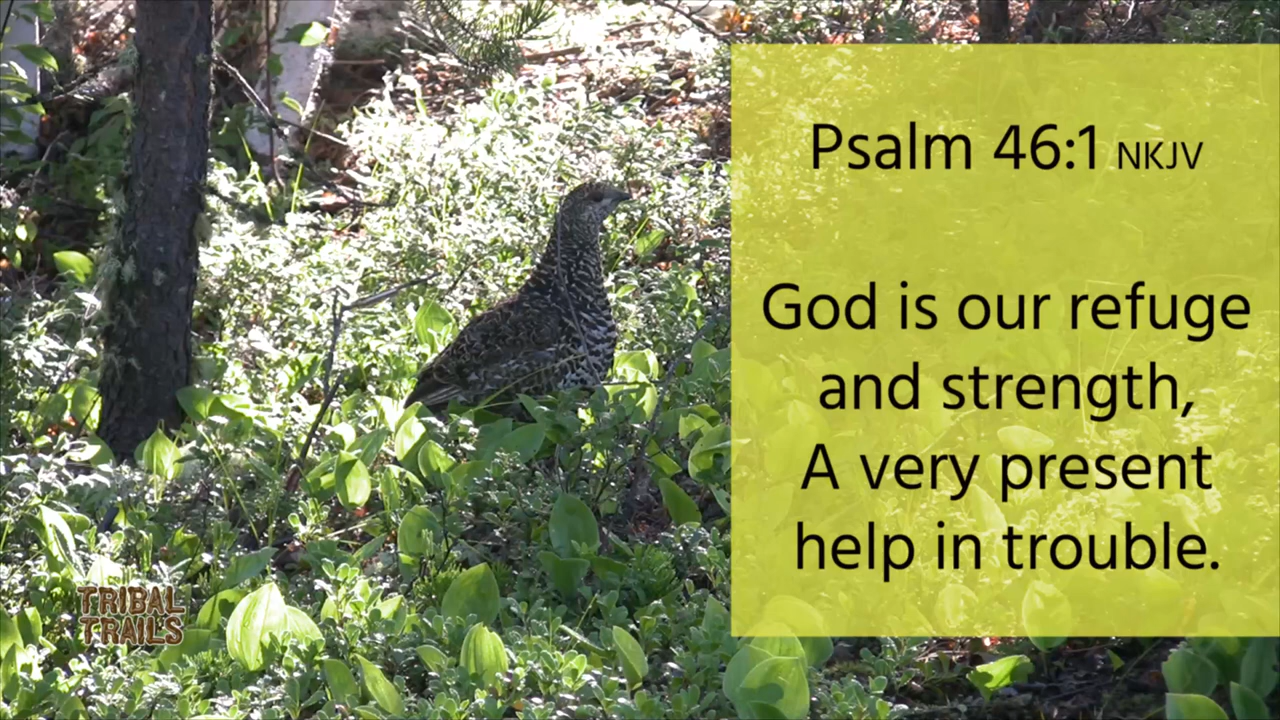 Psalm 46:1 NKJV
God is our refuge
and strength,
A very present
help in trouble.
TRIBAL
TRAILS